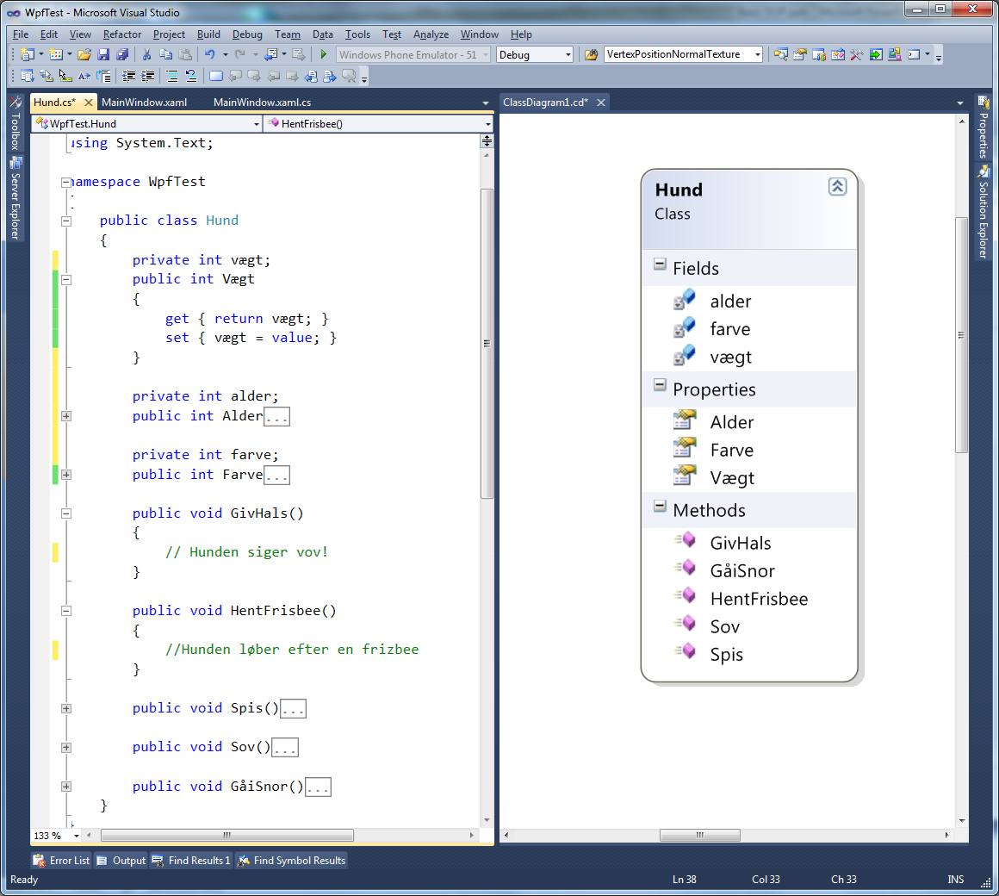 WpfTest - Microsoft Visual Studio
File Edit View Refactor Project Build Debug Team Data Tools Test Analyze Window Help
Windows Phone Emulator - 51 Debug VertexPositionNormalTexture
Hund.cs* MainWindow.xaml MainWindow.xaml.cs
WpfTest.Hund HentFrisbee()
using System.Text;
namespace WpfTest
{
public class Hund
{
private int vægt;
public int Vægt
{
get { return vægt; }
set { vægt = value; }
}
private int alder;
public int Alder...
private int farve;
public int Farve...
public void GivHals()
{
// Hunden siger vov!
}
public void HentFrisbee()
{
//Hunden løber efter en frizbee
}
public void Spis()...
public void Sov()...
public void GåiSnor()...
}
133 %
ClassDiagram1.cd*
Hund
Class
Fields
alder
farve
vægt
Properties
Alder
Farve
Vægt
Methods
GivHals
GåiSnor
HentFrisbee
Sov
Spis
Toolbox
Server Explorer
Properties
Solution Explorer
Error List Output Find Results 1 Find Symbol Results
Ready Ln 38 Col 33 Ch 33 INS